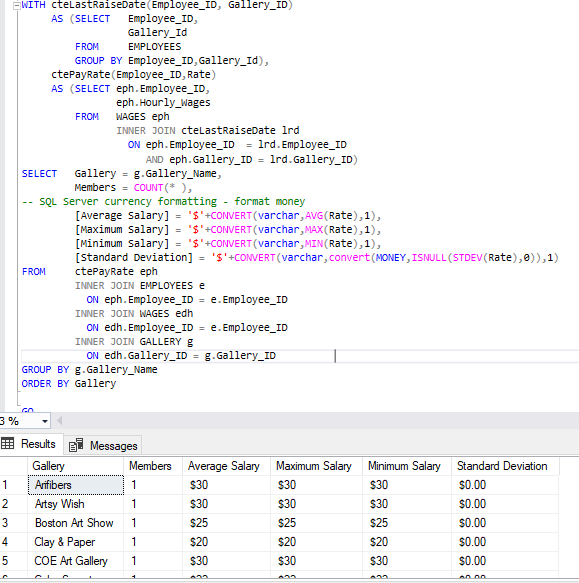 WITH cteLastRaiseDate(Employee_ID, Gallery_ID)
AS (SELECT Employee_ID,
Gallery_Id
FROM EMPLOYEES
GROUP BY Employee_ID,Gallery_Id),
ctePayRate(Employee_ID,Rate)
AS (SELECT eph.Employee_ID,
eph.Hourly_Wages
FROM WAGES eph
INNER JOIN cteLastRaiseDate lrd
ON eph.Employee_ID = lrd.Employee_ID
AND eph.Gallery_ID = lrd.Gallery_ID)
SELECT Gallery = g.Gallery_Name,
Members = COUNT(* ),
-- SQL Server currency formatting - format money
[Average Salary] = '$'+CONVERT(varchar,AVG(Rate),1),
[Maximum Salary] = '$'+CONVERT(varchar,MAX(Rate),1),
[Minimum Salary] = '$'+CONVERT(varchar,MIN(Rate),1),
[Standard Deviation] = '$'+CONVERT(varchar,convert(MONEY,ISNULL(STDEV(Rate),0)),1)
FROM ctePayRate eph
INNER JOIN EMPLOYEES e
ON eph.Employee_ID = e.Employee_ID
INNER JOIN WAGES edh
ON edh.Employee_ID = e.Employee_ID
INNER JOIN GALLERY g
ON edh.Gallery_ID = g.Gallery_ID
GROUP BY g.Gallery_Name
ORDER BY Gallery
GO
3 %
Results Messages
Gallery Members Average Salary Maximum Salary Minimum Salary Standard Deviation
1 Arifibers 1 $30 $30 $30 $0.00
2 Artsy Wish 1 $30 $30 $30 $0.00
3 Boston Art Show 1 $25 $25 $25 $0.00
4 Clay & Paper 1 $20 $20 $20 $0.00
5 COE Art Gallery 1 $30 $30 $30 $0.00